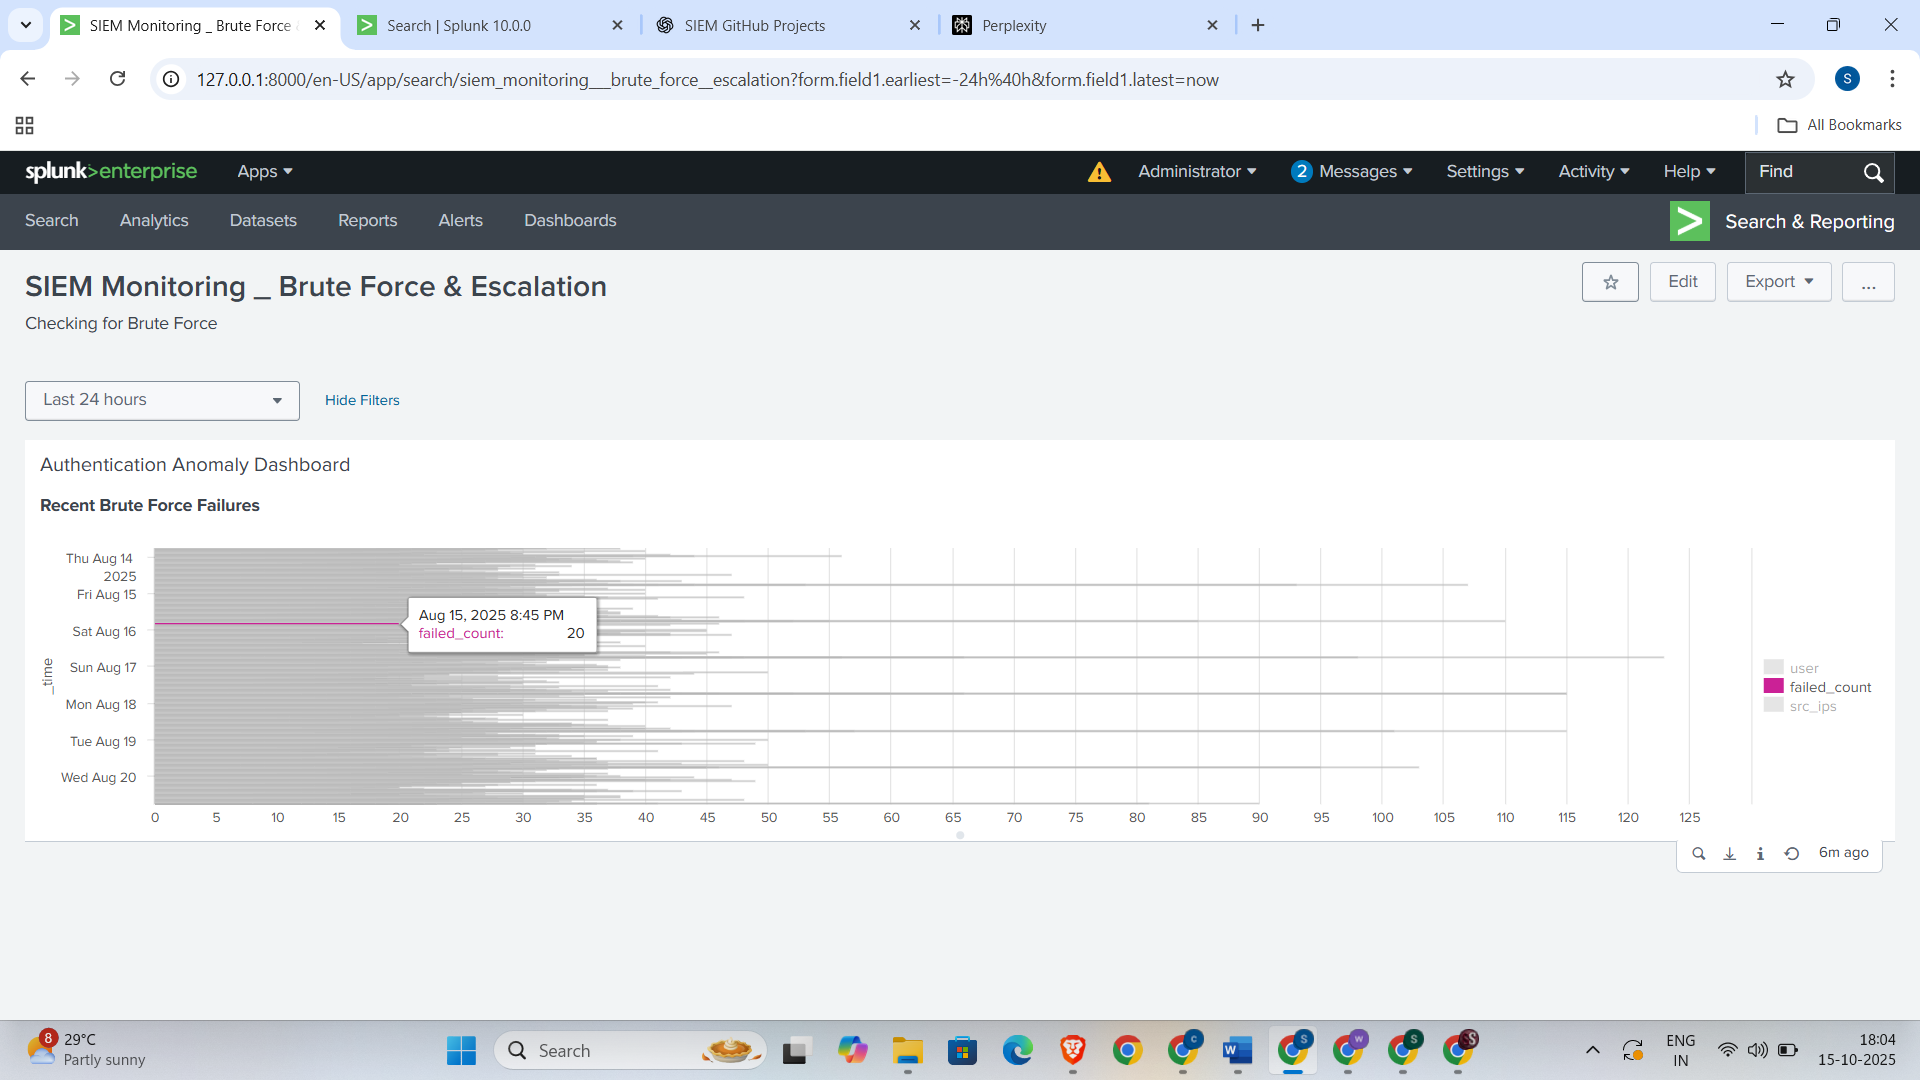 SIEM Monitoring _ Brute Force
Search | Splunk 10.0.0
SIEM GitHub Projects
Perplexity
127.0.0.1:8000/en-US/app/search/siem_monitoring___brute_force__escalation?form.field1.earliest=-24h%40h&form.field1.latest=now
S
All Bookmarks
splunk>enterprise
Apps
Administrator
2
Messages
Settings
Activity
Help
Find
Search
Analytics
Datasets
Reports
Alerts
Dashboards
Search & Reporting
SIEM Monitoring _ Brute Force & Escalation
Edit
Export
...
Checking for Brute Force
Last 24 hours
Hide Filters
Authentication Anomaly Dashboard
Recent Brute Force Failures
_time
Thu Aug 14
2025
Fri Aug 15
Sat Aug 16
Sun Aug 17
Mon Aug 18
Tue Aug 19
Wed Aug 20
Aug 15, 2025 8:45 PM
failed_count: 20
user
failed_count
src_ips
0 5 10 15 20 25 30 35 40 45 50 55 60 65 70 75 80 85 90 95 100 105 110 115 120 125
6m ago
8
29°C
Partly sunny
Search
W
C
S
W
S
S
ENG
IN
18:04
15-10-2025